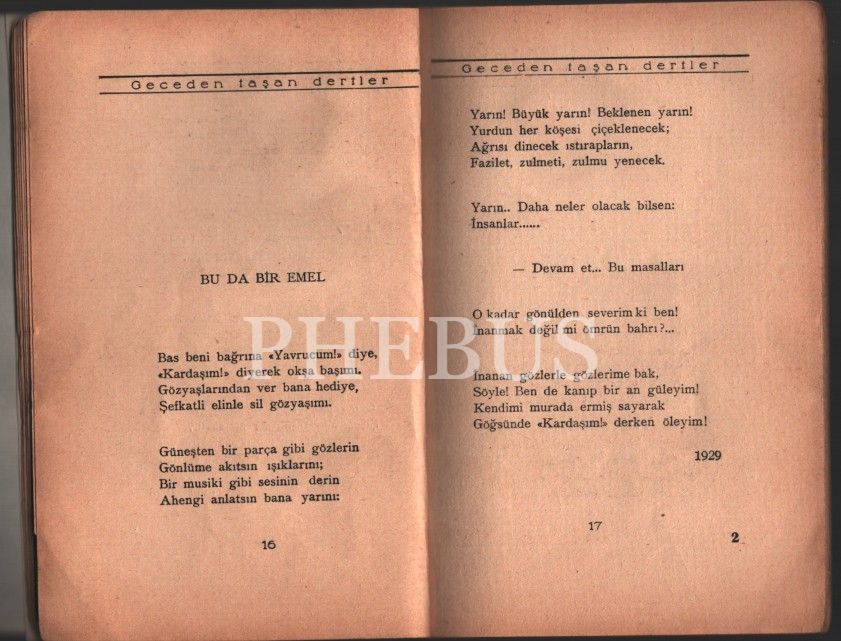 Geceden taşan dertler
BU DA BİR EMEL
Bas beni bağrına «Yavrucum!» diye,
«Kardaşım!» diyerek okşa başımı.
Gözyaşlarından ver bana hediye,
Şefkatli elinle sil gözyaşımı.
Güneşten bir parça gibi gözlerin
Gönlüme akıtsın ışıklarını;
Bir musiki gibi sesinin derin
Ahengi anlatsın bana yarını:
16
Geceden taşan dertler
Yarın! Büyük yarın! Beklenen yarın!
Yurdun her köşesi çiçeklenecek;
Ağrısı dinecek ıstırapların,
Fazilet, zulmeti, zulmu yenecek.
Yarın.. Daha neler olacak bilsen:
İnsanlar......
— Devam et... Bu masalları
O kadar gönülden severim ki ben!
İnanmak değil mi ömrün bahrı?...
İnanan gözlerle gözlerime bak,
Söyle! Ben de kanıp bir an güleyim!
Kendimi murada ermiş sayarak
Göğsünde «Kardaşım!» derken öleyim!
1929
17
2
PHEBUS